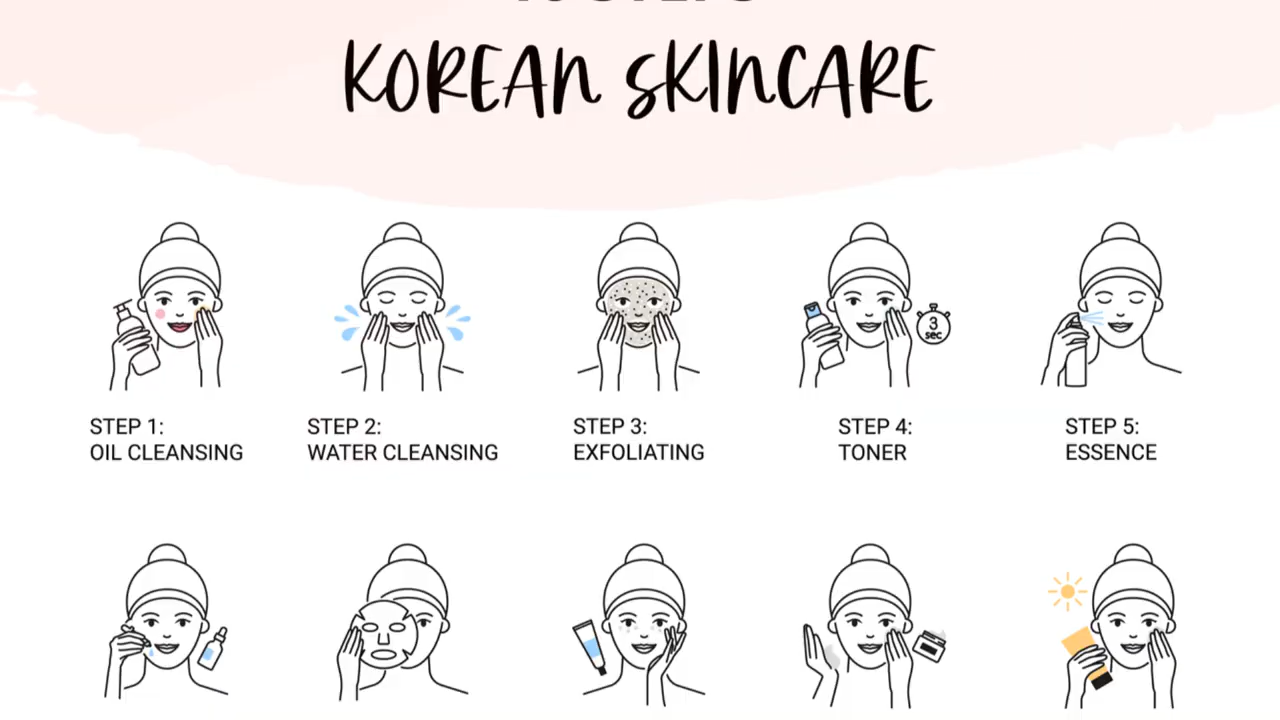 KOREAN SKINCARE
3
sec
STEP 1:
OIL CLEANSING
STEP 2:
WATER CLEANSING
STEP 3:
EXFOLIATING
STEP 4:
TONER
STEP 5:
ESSENCE